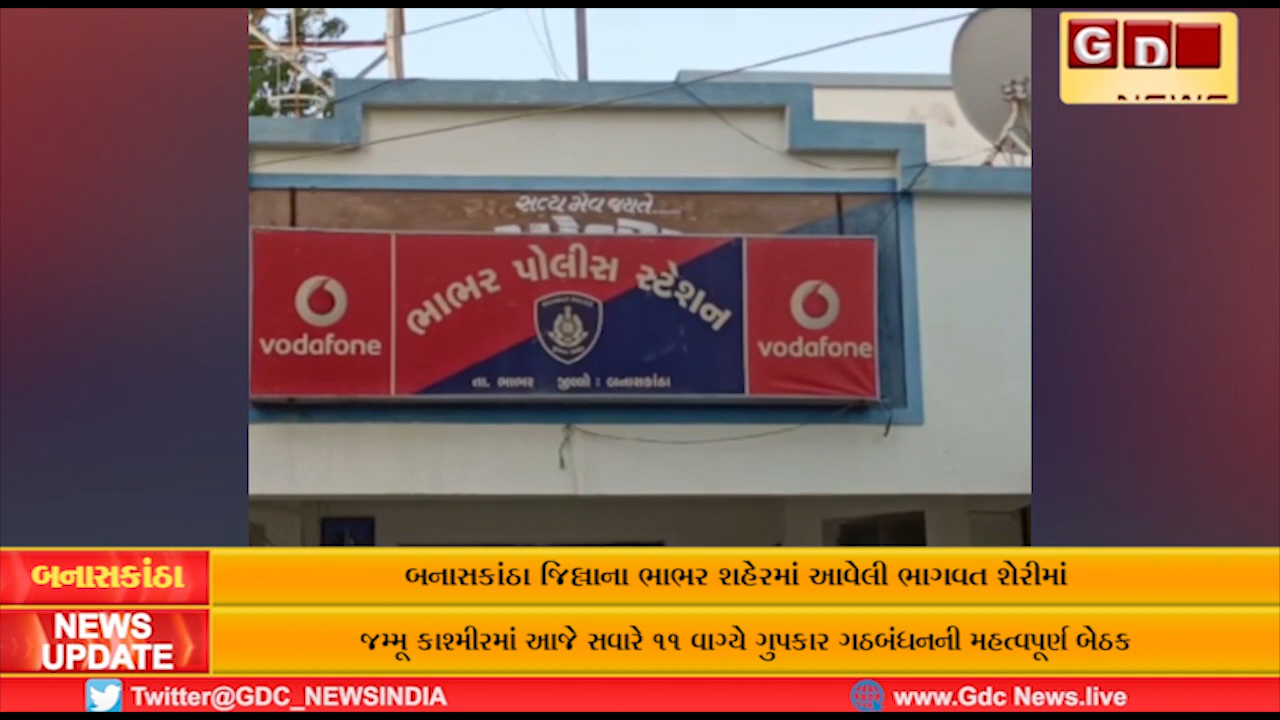 GD
NEWS
સત્ય મેવ જયતે......
ભાભર પોલીસ સ્ટેશન
vodafone
vodafone
તા. ભાભર જીલ્લો : બનાસકાંઠા
બનાસકાંઠા
બનાસકાંઠા જિલ્લાના ભાભર શહેરમાં આવેલી ભાગવત શેરીમાં
NEWS
UPDATE
જમ્મૂ કાશ્મીરમાં આજે સવારે ૧૧ વાગ્યે ગુપકાર ગઠબંધનની મહત્વપૂર્ણ બેઠક
Twitter@GDC_NEWSINDIA
www.Gdc News.live